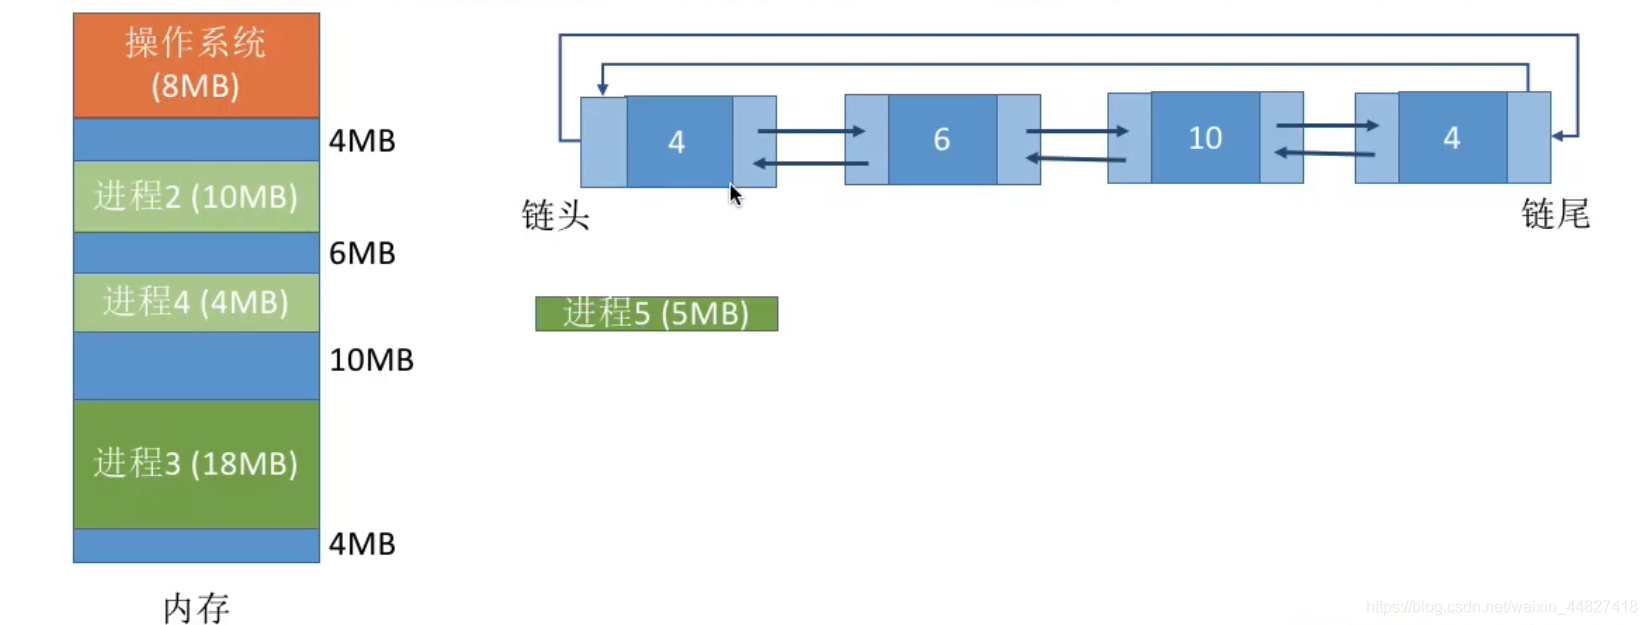 操作系统
(8MB)
4MB
进程2 (10MB)
6MB
进程4 (4MB)
10MB
进程3 (18MB)
4MB
内存
4
6
10
4
链头
链尾
进程5 (5MB)
https://blog.csdn.net/weixin_44827418